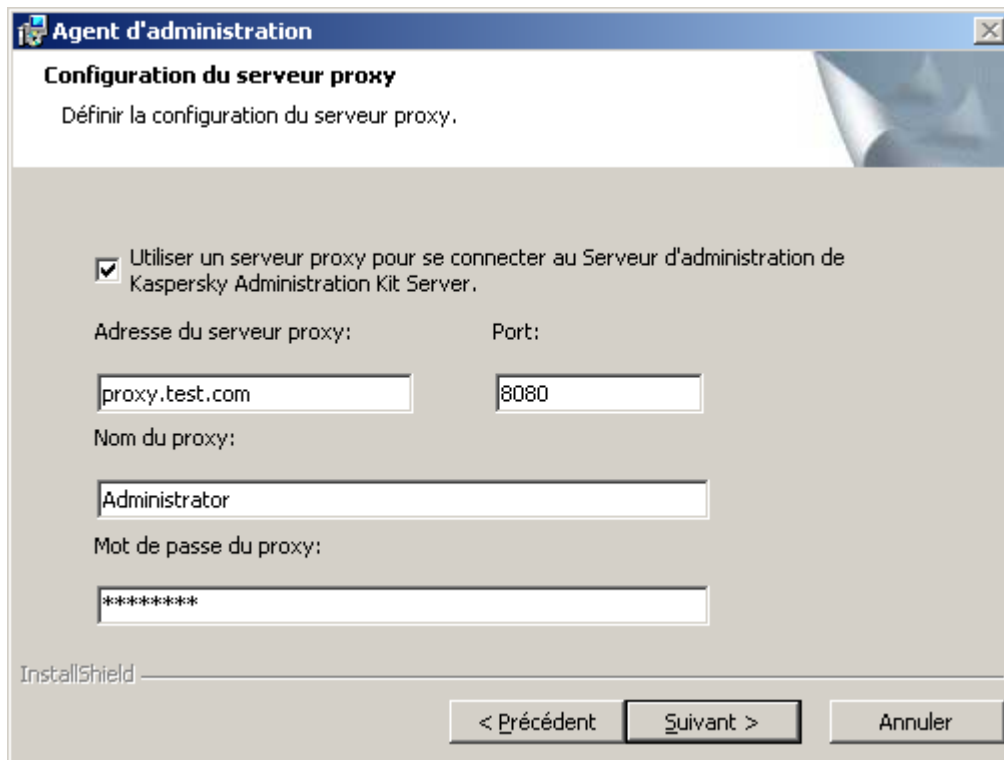 Agent d'administration
Configuration du serveur proxy
Définir la configuration du serveur proxy.
Utiliser un serveur proxy pour se connecter au Serveur d'administration de
Kaspersky Administration Kit Server.
Adresse du serveur proxy: Port:
proxy.test.com 8080
Nom du proxy:
Administrator
Mot de passe du proxy:
********
InstallShield
< Précédent Suivant > Annuler